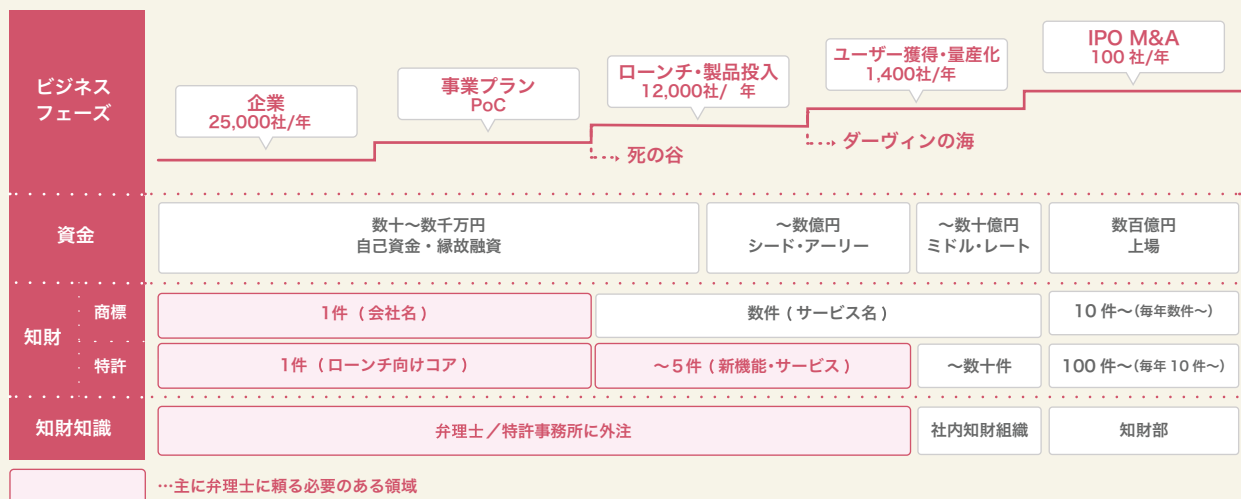 ビジネス
フェーズ
企業
25,000社/年
事業プラン
PoC
ローンチ・製品投入
12,000社/ 年
ユーザー獲得・量産化
1,400社/年
IPO M&A
100 社/年
死の谷
ダーヴィンの海
資金
数十〜数千万円
自己資金・縁故融資
〜数億円
シード・アーリー
〜数十億円
ミドル・レート
数百億円
上場
知財
商標
1件 ( 会社名 )
数件 ( サービス名 )
10 件〜(毎年数件〜)
特許
1件 ( ローンチ向けコア )
〜5件 ( 新機能・サービス )
〜数十件
100 件〜(毎年 10 件〜)
知財知識
弁理士／特許事務所に外注
社内知財組織
知財部
…主に弁理士に頼る必要のある領域